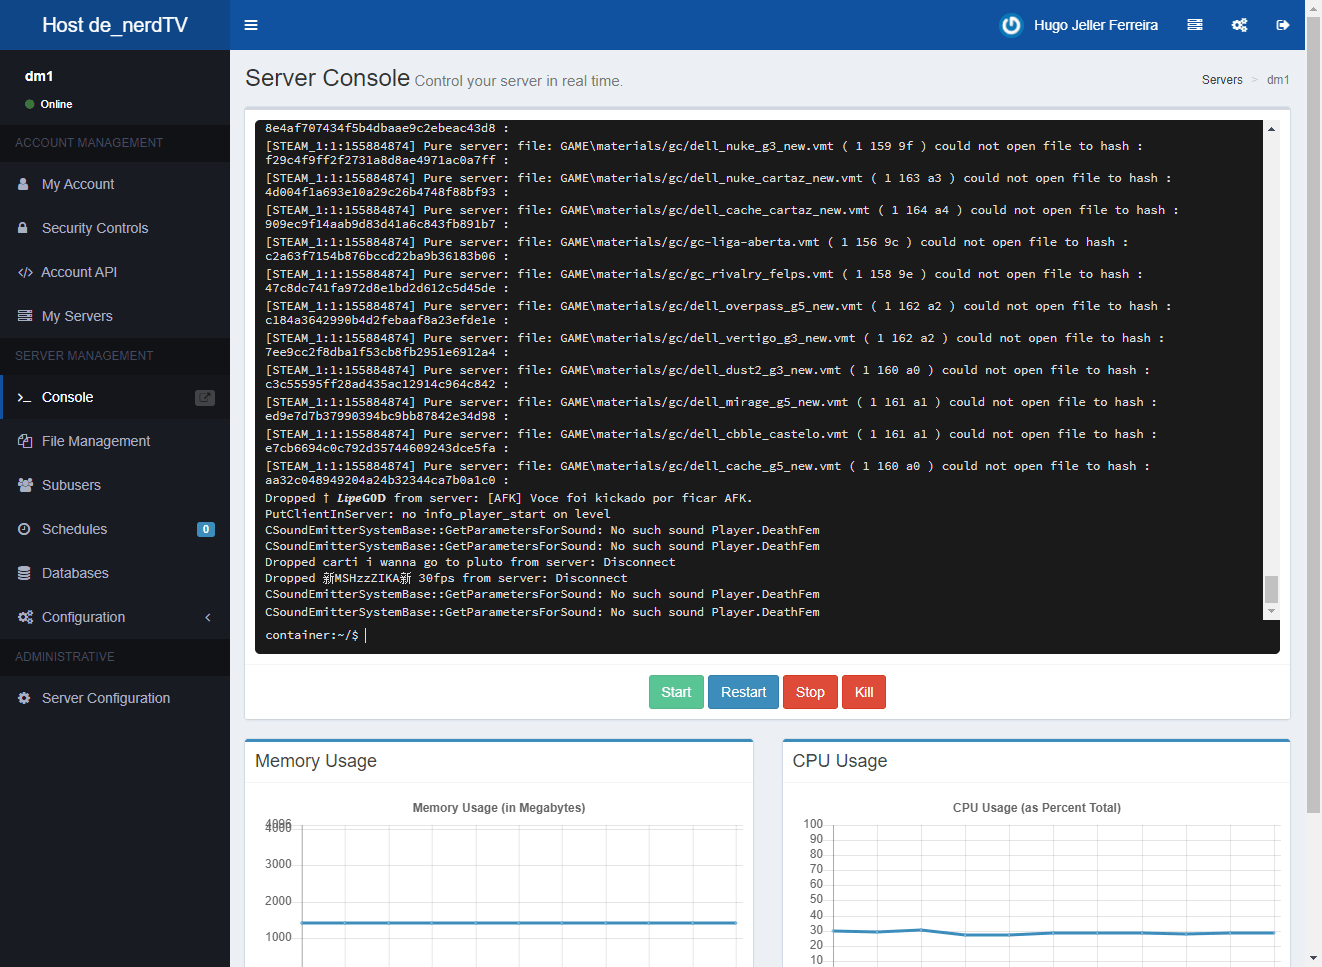 Host de_nerdTV
Hugo Jeller Ferreira
dm1
Online
ACCOUNT MANAGEMENT
My Account
Security Controls
Account API
My Servers
SERVER MANAGEMENT
Console
File Management
Subusers
Schedules
0
Databases
Configuration
ADMINISTRATIVE
Server Configuration
Server Console Control your server in real time.
Servers > dm1
8e4af707434f5b4dbaae9c2ebeac43d8 :
[STEAM_1:1:155884874] Pure server: file: GAME\materials/gc/dell_nuke_g3_new.vmt ( 1 159 9f ) could not open file to hash :
f29c4f9ff2f2731a8d8ae4971ac0a7ff :
[STEAM_1:1:155884874] Pure server: file: GAME\materials/gc/dell_nuke_cartaz_new.vmt ( 1 163 a3 ) could not open file to hash :
4d004f1a693e10a29c26b4748f88bf93 :
[STEAM_1:1:155884874] Pure server: file: GAME\materials/gc/dell_cache_cartaz_new.vmt ( 1 164 a4 ) could not open file to hash :
909ec9f14aab9d83d41a6c843fb891b7 :
[STEAM_1:1:155884874] Pure server: file: GAME\materials/gc/gc-liga-aberta.vmt ( 1 156 9c ) could not open file to hash :
c2a63f7154b876bccd22ba9b36183b06 :
[STEAM_1:1:155884874] Pure server: file: GAME\materials/gc/gc_rivalry_felps.vmt ( 1 158 9e ) could not open file to hash :
47c8dc741fa972d8e1bd2d612c5d45de :
[STEAM_1:1:155884874] Pure server: file: GAME\materials/gc/dell_overpass_g5_new.vmt ( 1 162 a2 ) could not open file to hash :
c184a3642990b4d2febaaf8a23efde1e :
[STEAM_1:1:155884874] Pure server: file: GAME\materials/gc/dell_vertigo_g3_new.vmt ( 1 162 a2 ) could not open file to hash :
7ee9cc2f8dba1f53cb8fb2951e6912a4 :
[STEAM_1:1:155884874] Pure server: file: GAME\materials/gc/dell_dust2_g3_new.vmt ( 1 160 a0 ) could not open file to hash :
c3c55595ff28ad435ac12914c964c842 :
[STEAM_1:1:155884874] Pure server: file: GAME\materials/gc/dell_mirage_g5_new.vmt ( 1 161 a1 ) could not open file to hash :
ed9e7d7b37990394bc9bb87842e34d98 :
[STEAM_1:1:155884874] Pure server: file: GAME\materials/gc/dell_cbble_castelo.vmt ( 1 161 a1 ) could not open file to hash :
e7cb6694c0c792d35744609243dce5fa :
[STEAM_1:1:155884874] Pure server: file: GAME\materials/gc/dell_cache_g5_new.vmt ( 1 160 a0 ) could not open file to hash :
aa32c048949204a24b32344ca7b0a1c0 :
Dropped † 𝑳𝒊𝒑𝒆𝐆𝟎𝐃 from server: [AFK] Voce foi kickado por ficar AFK.
PutClientInServer: no info_player_start on level
CSoundEmitterSystemBase::GetParametersForSound: No such sound Player.DeathFem
CSoundEmitterSystemBase::GetParametersForSound: No such sound Player.DeathFem
Dropped carti i wanna go to pluto from server: Disconnect
Dropped 新MSHzzZIKA新 30fps from server: Disconnect
CSoundEmitterSystemBase::GetParametersForSound: No such sound Player.DeathFem
CSoundEmitterSystemBase::GetParametersForSound: No such sound Player.DeathFem
container:~/$
Start Restart Stop Kill
Memory Usage
Memory Usage (in Megabytes)
4096
4000
3000
2000
1000
CPU Usage
CPU Usage (as Percent Total)
100
90
80
70
60
50
40
30
20
10